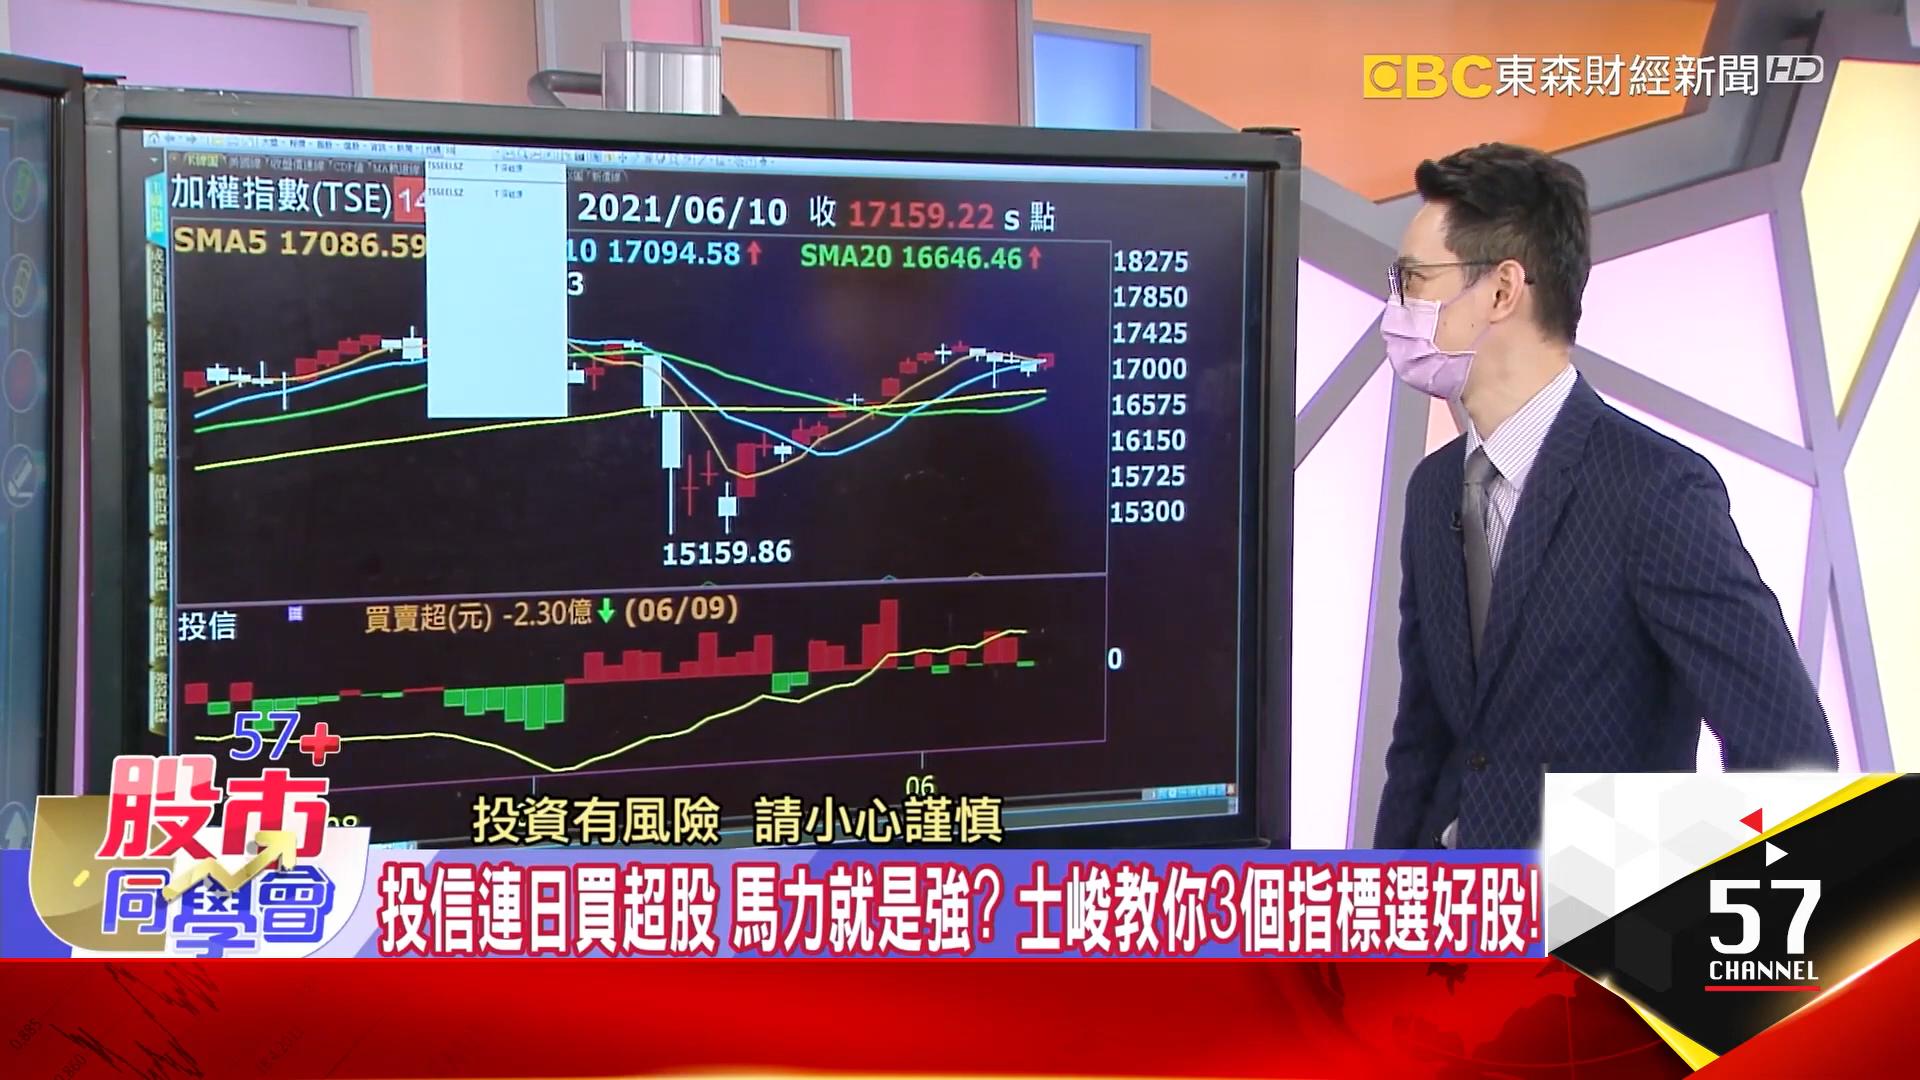 EBC東森財經新聞HD
加權指數(TSE) 14
2021/06/10 收 17159.22 s 點
SMA5 17086.59
10 17094.58↑
SMA20 16646.46↑
3
18275
17850
17425
17000
16575
16150
15725
15300
15159.86
投信
買賣超(元) -2.30億↓ (06/09)
0
06
57+
股市
同學會
投資有風險 請小心謹慎
投信連日買超股 馬力就是強? 士峻教你3個指標選好股!
57
CHANNEL